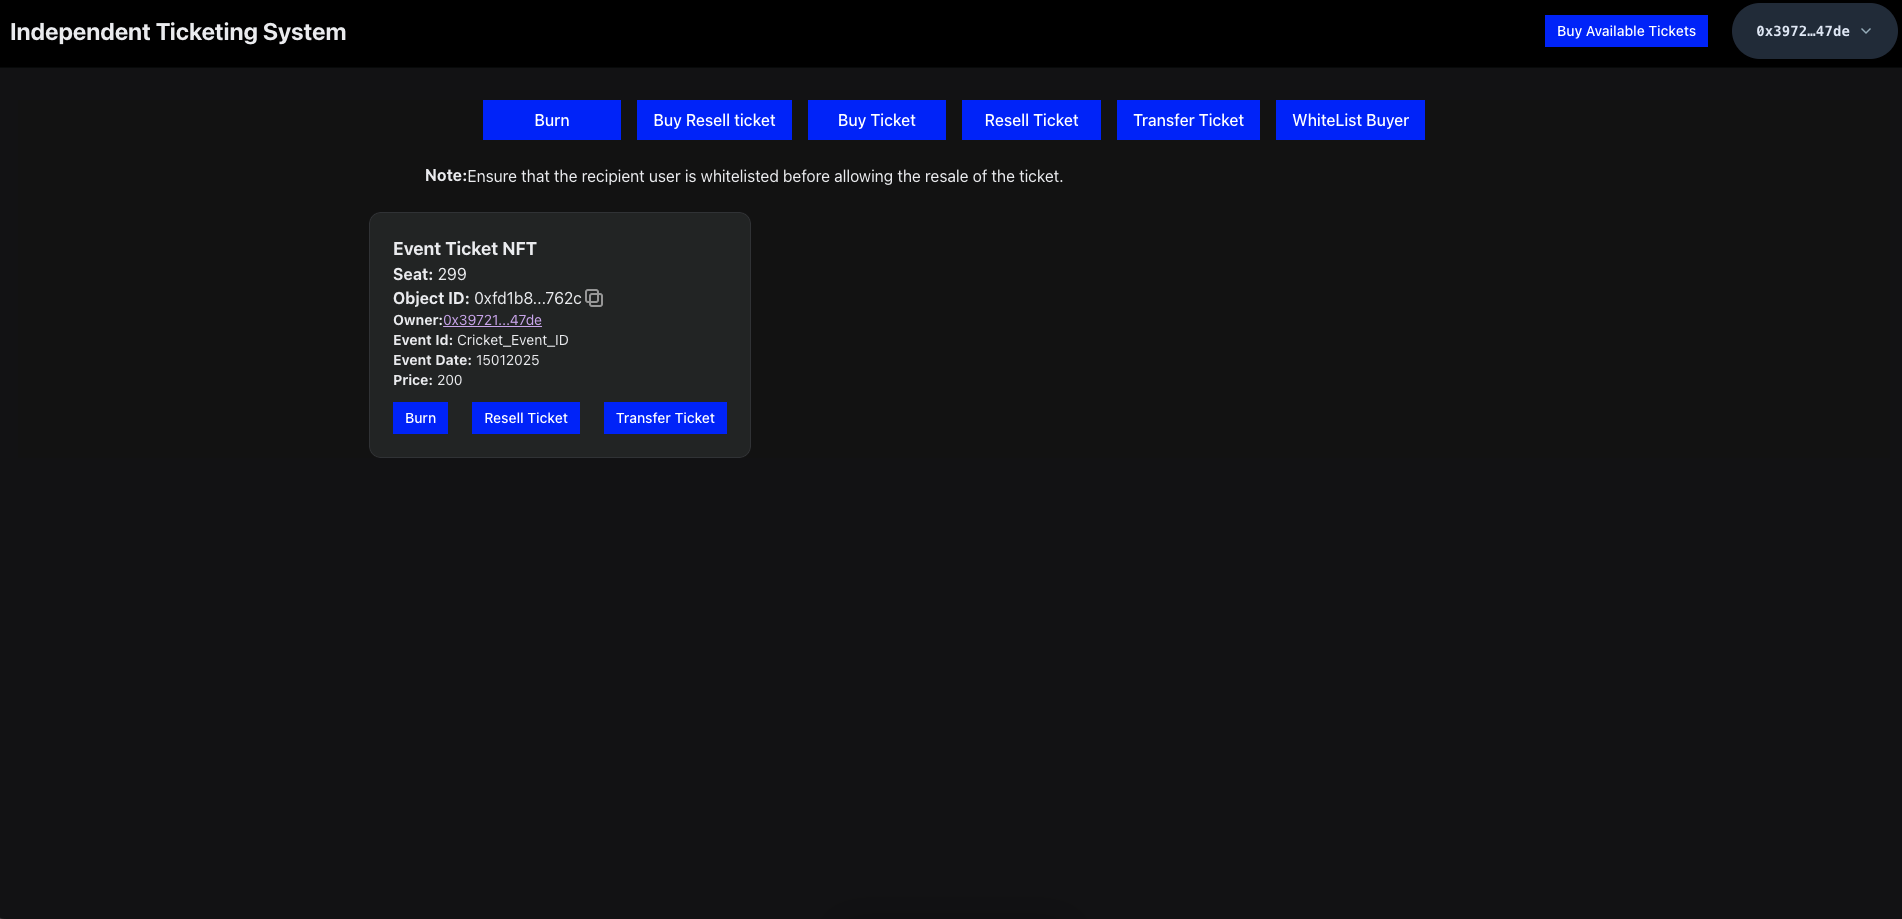 Independent Ticketing System
Buy Available Tickets
0x3972…47de
Burn
Buy Resell ticket
Buy Ticket
Resell Ticket
Transfer Ticket
WhiteList Buyer
Note:Ensure that the recipient user is whitelisted before allowing the resale of the ticket.
Event Ticket NFT
Seat: 299
Object ID: 0xfd1b8...762c
Owner:0x39721...47de
Event Id: Cricket_Event_ID
Event Date: 15012025
Price: 200
Burn
Resell Ticket
Transfer Ticket